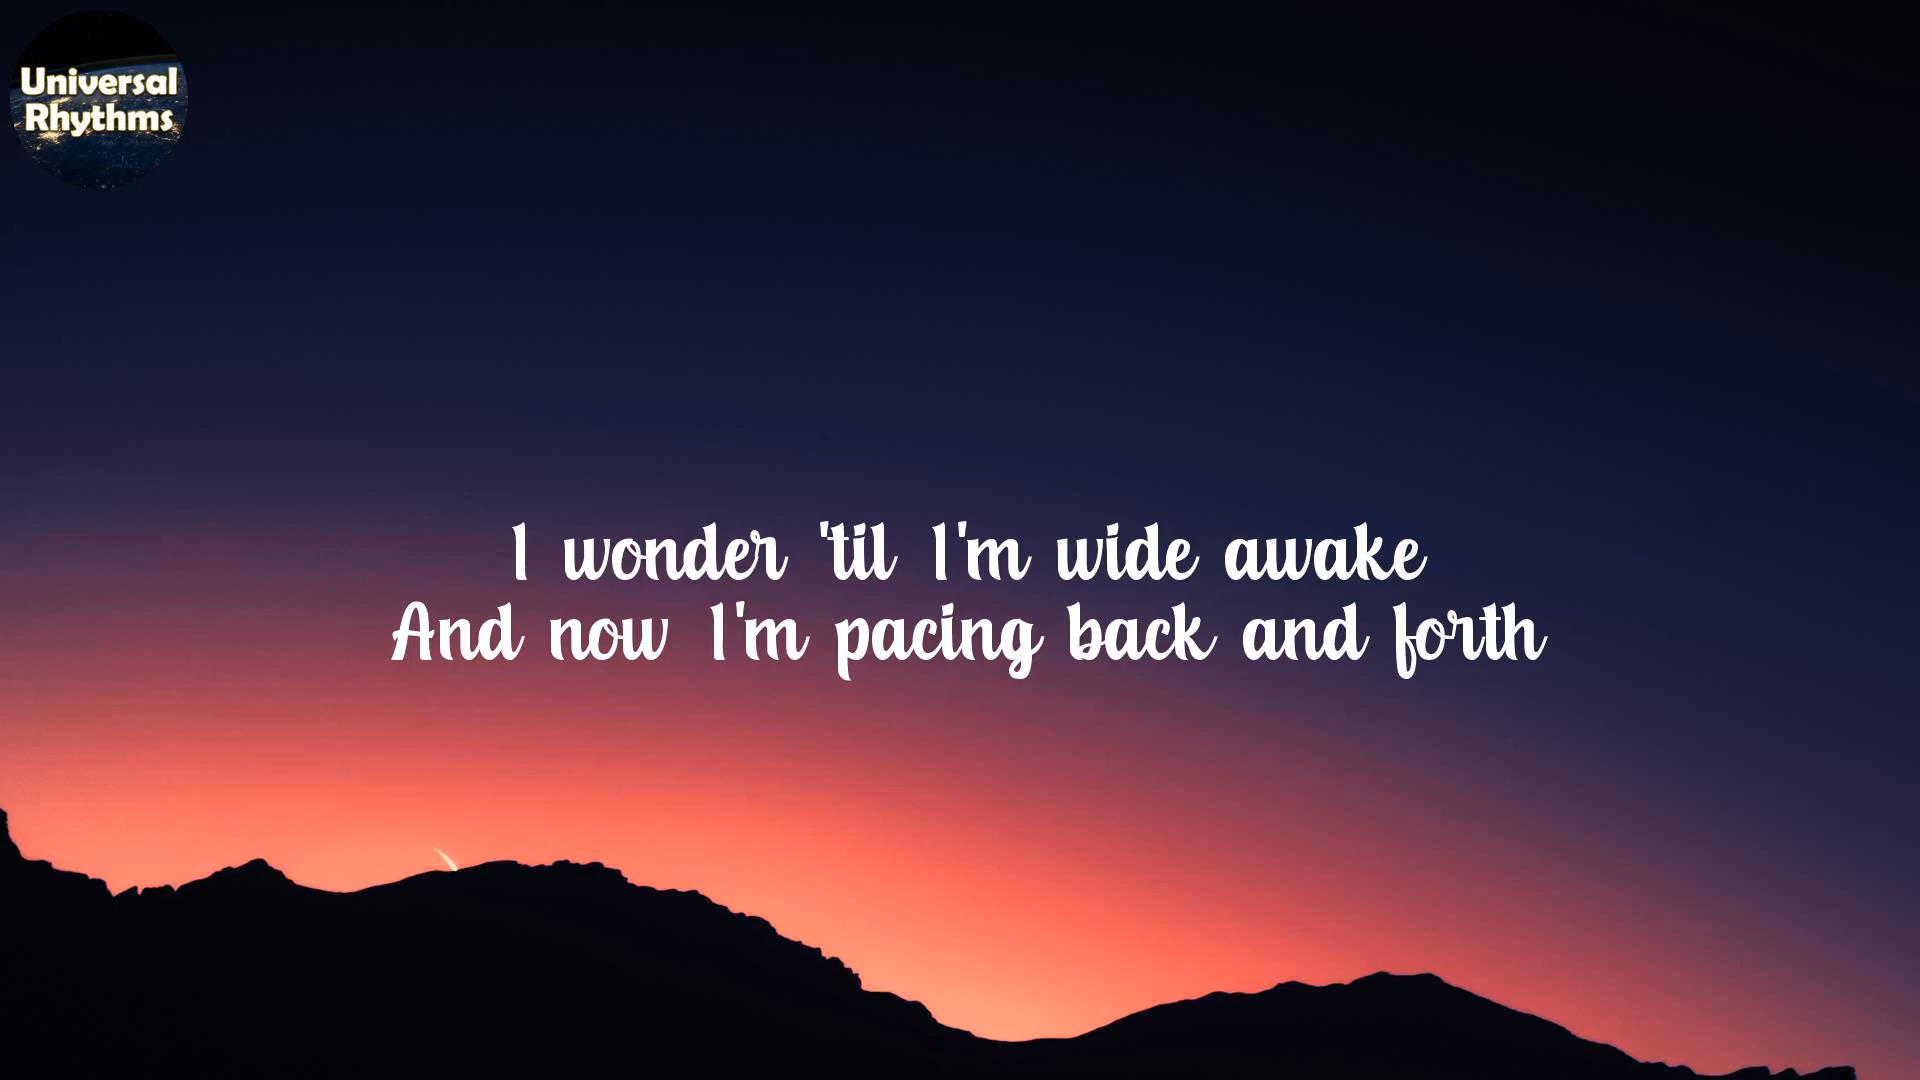 Universal
Rhythms
I wonder 'til I'm wide awake
And now I'm pacing back and forth